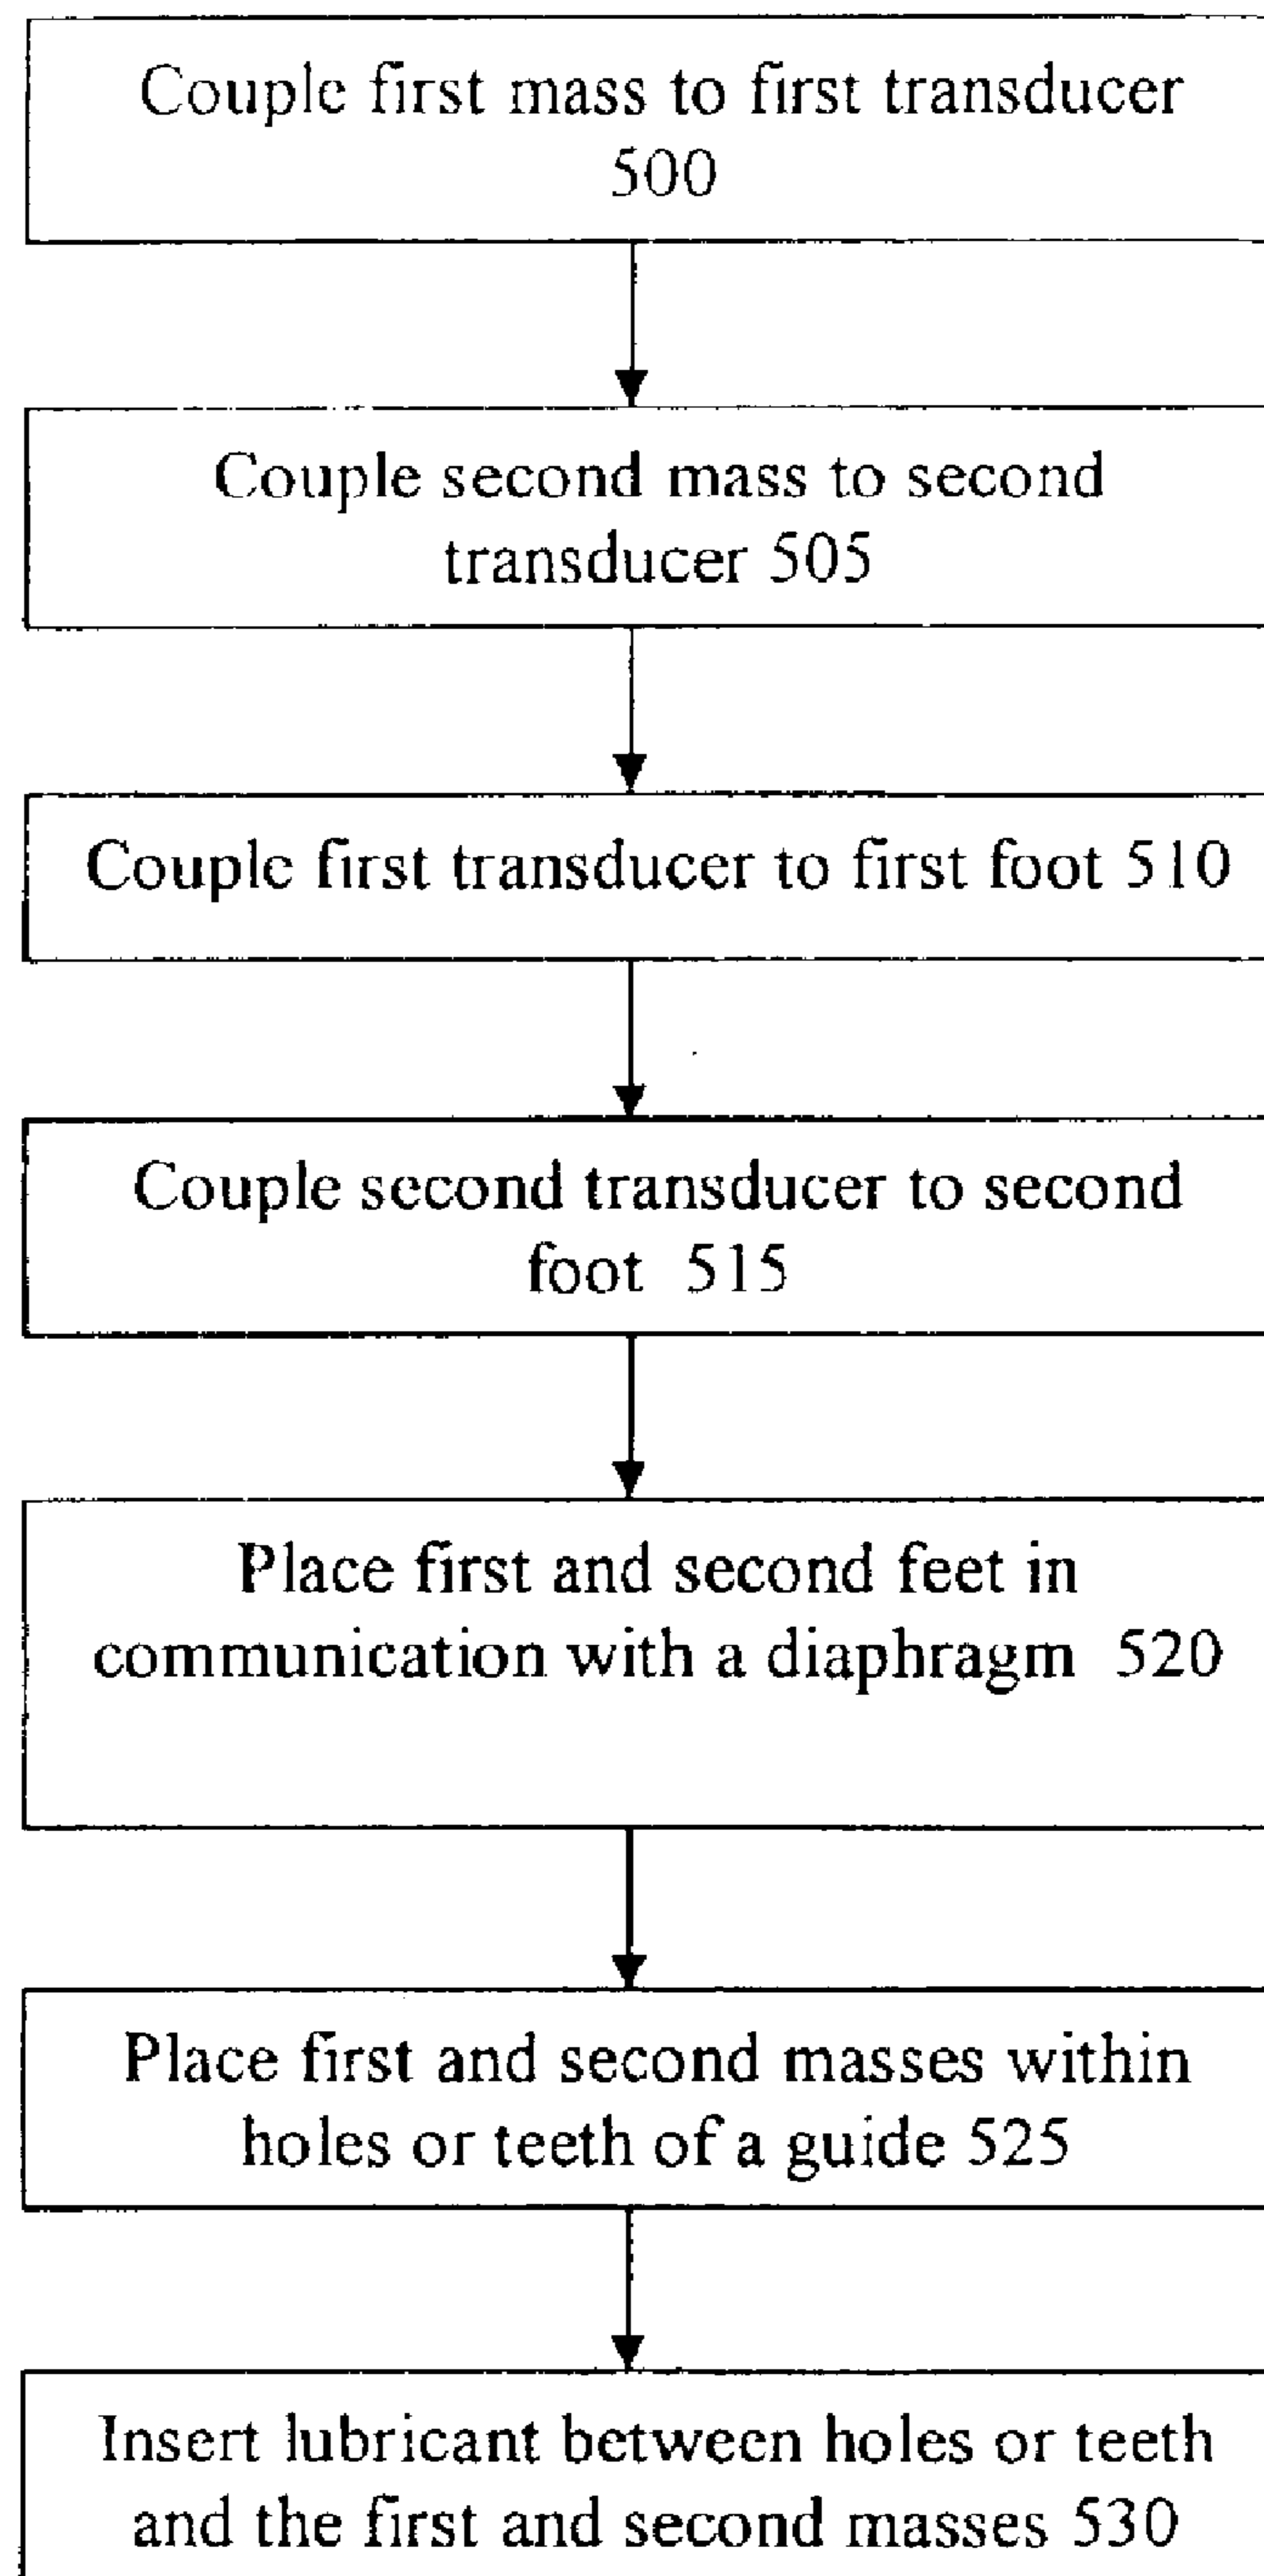 Couple first mass to first transducer
500
Couple second mass to second
transducer 505
Couple first transducer to first foot 510
Couple second transducer to second
foot 515
Place first and second feet in
communication with a diaphragm 520
Place first and second masses within
holes or teeth of a guide 525
Insert lubricant between holes or teeth
and the first and second masses 530